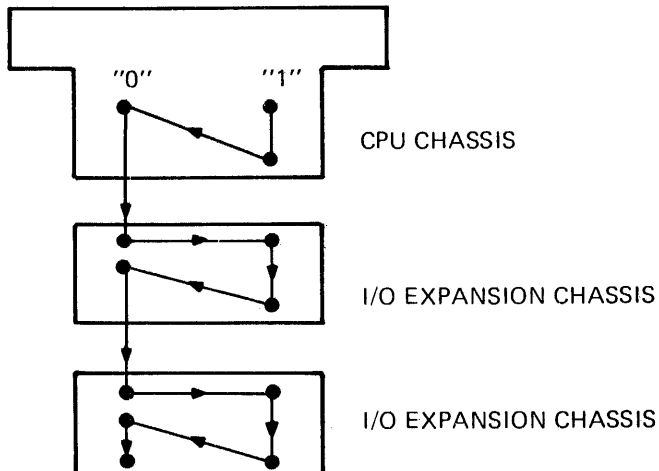 "0" "1"
CPU CHASSIS
I/O EXPANSION CHASSIS
I/O EXPANSION CHASSIS